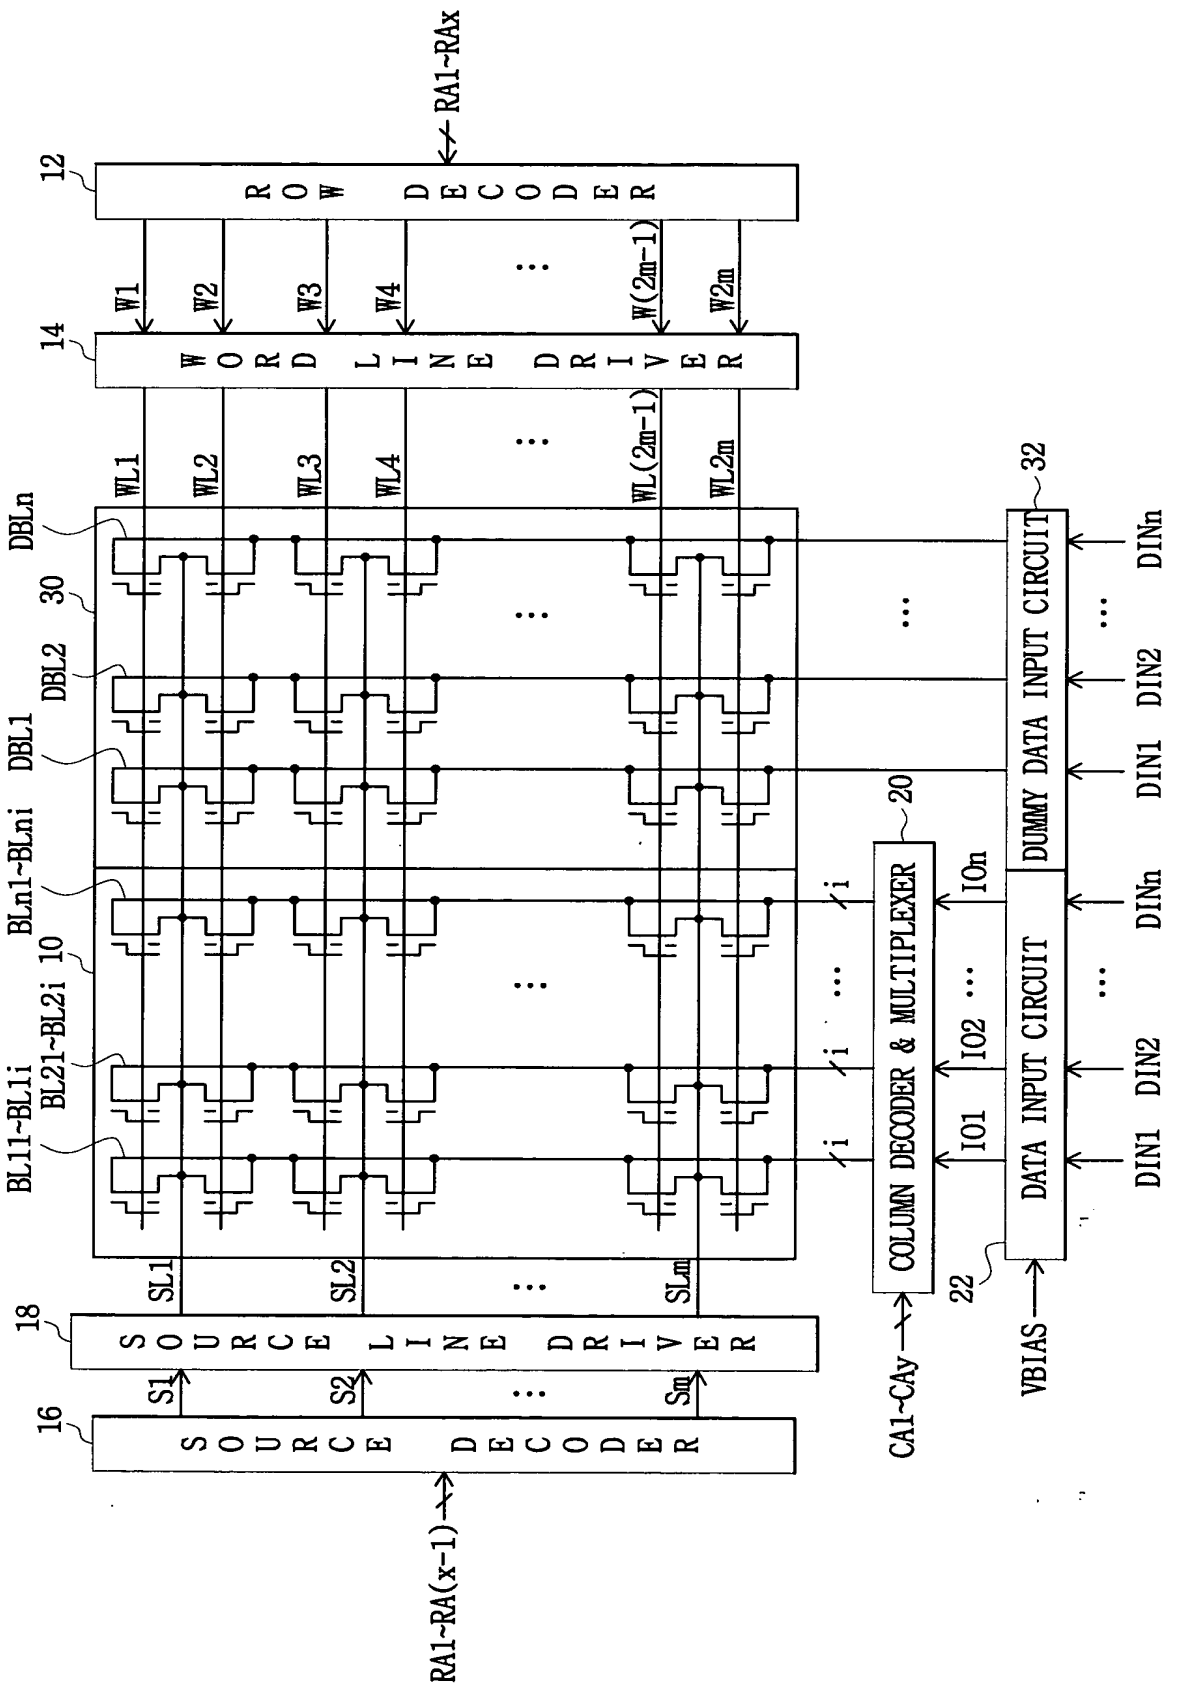 RA1~RAx
12
ROW DECODER
W1
W2
W3
W4
...
W(2m-1)
W2m
14
WORD LINE DRIVER
WL1
WL2
WL3
WL4
...
WL(2m-1)
WL2m
DBLn
30
DBL2
DBL1
BLn1~BLni
10
BL21~BL2i
BL11~BL1i
...
...
SL1
SL2
...
SLm
18
SOURCE LINE DRIVER
S1
S2
...
Sm
16
SOURCE DECODER
RA1~RA(x-1)
i
i
...
i
...
20
COLUMN DECODER & MULTIPLEXER
CA1~CAy
IO1
IO2
...
IOn
32
DUMMY DATA INPUT CIRCUIT
DATA INPUT CIRCUIT
22
VBIAS
DIN1
DIN2
...
DINn
DIN1
DIN2
...
DINn